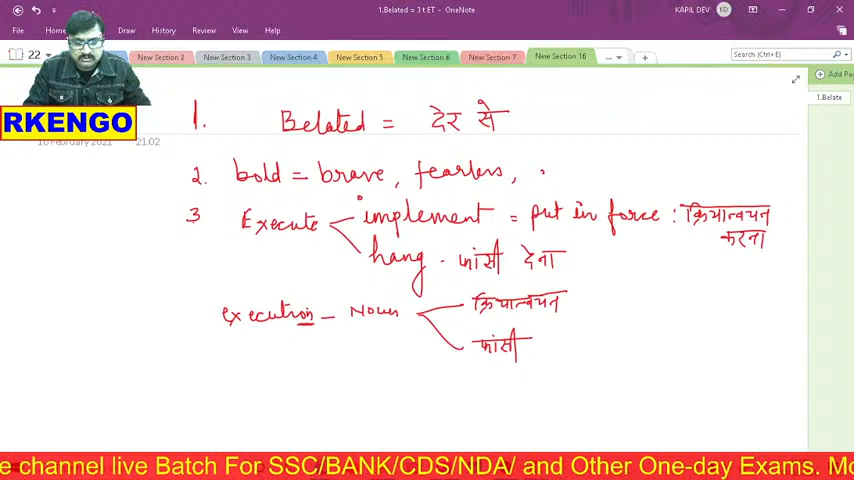 1.Belated = 3 t ET - OneNote
KAPIL DEV KD
File Home Draw History Review View Help
22 New Section 2 New Section 3 New Section 4 New Section 5 New Section 6 New Section 7 New Section 16 Search (Ctrl+E)
Add Pag
1.Belate
RKENGO
10 February 2021 21:02
1. Belated = देर से
2. bold = brave, fearless,
3 Execute implement = put in force : क्रियान्वयन
करना
hang - फांसी देना
execution - Noun क्रियान्वयन
फांसी
e channel live Batch For SSC/BANK/CDS/NDA/ and Other One-day Exams. Mo